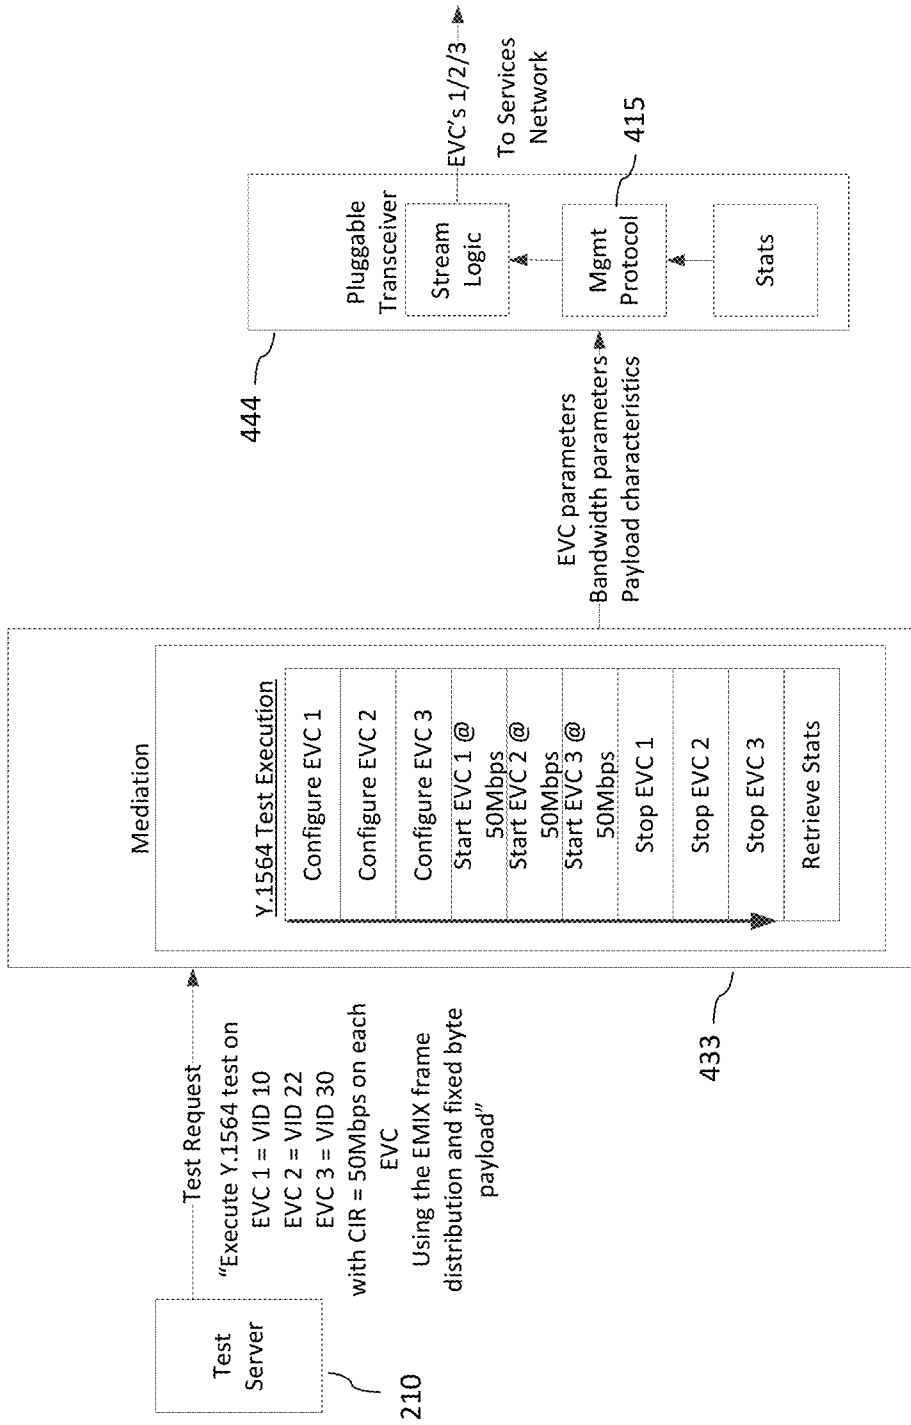 Test
Server
210
Test Request
“Execute Y.1564 test on
EVC 1 = VID 10
EVC 2 = VID 22
EVC 3 = VID 30
with CIR = 50Mbps on each
EVC
Using the EMIX frame
distribution and fixed byte
payload”
Mediation
Y.1564 Test Execution
Configure EVC 1
Configure EVC 2
Configure EVC 3
Start EVC 1 @
50Mbps
Start EVC 2 @
50Mbps
Start EVC 3 @
50Mbps
Stop EVC 1
Stop EVC 2
Stop EVC 3
Retrieve Stats
433
EVC parameters
Bandwidth parameters
Payload characteristics
444
Pluggable
Transceiver
Stream
Logic
Mgmt
Protocol
Stats
415
EVC's 1/2/3
To Services
Network